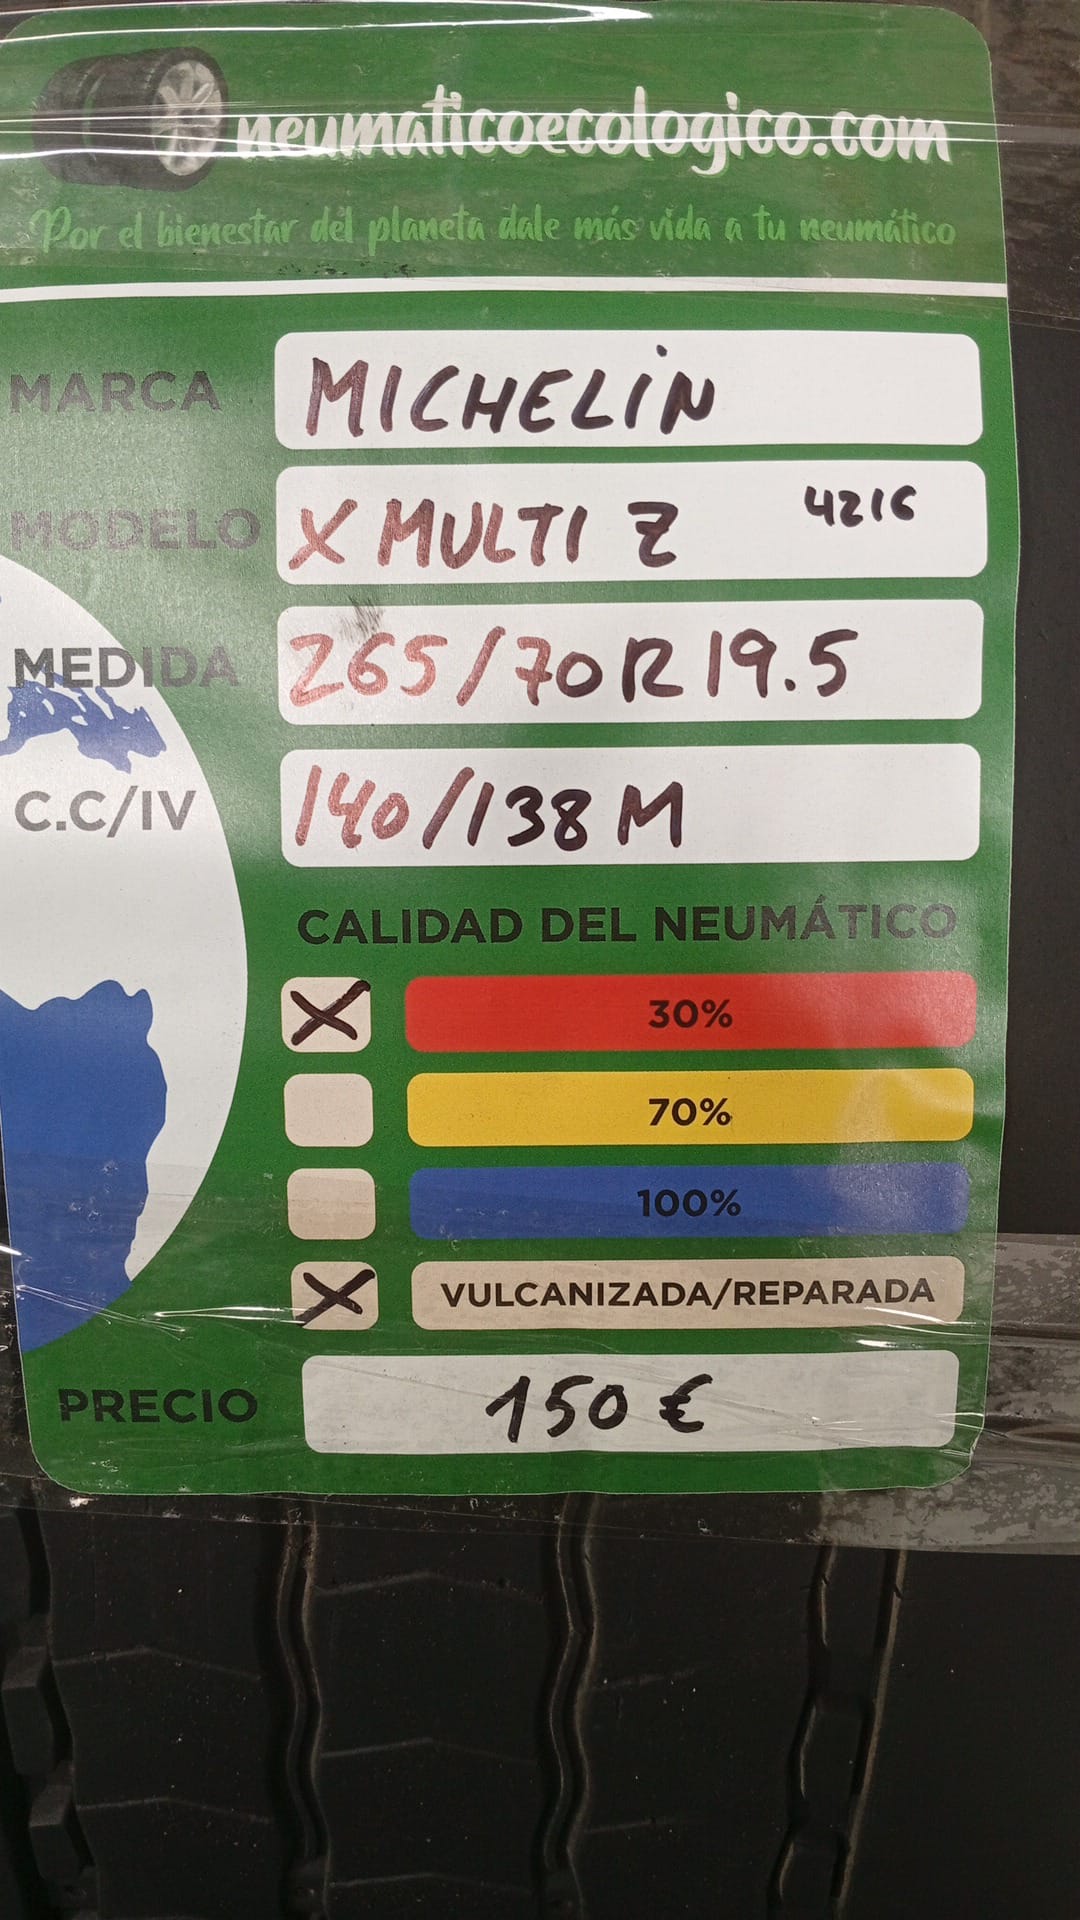 neumaticoecologico.com
Por el bienestar del planeta dale más vida a tu neumático
MARCA MICHELIN
MODELO X MULTI Z 4216
MEDIDA 265/70R19.5
C.C/IV 140/138M
CALIDAD DEL NEUMÁTICO
X 30%
70%
100%
X VULCANIZADA/REPARADA
PRECIO 150€